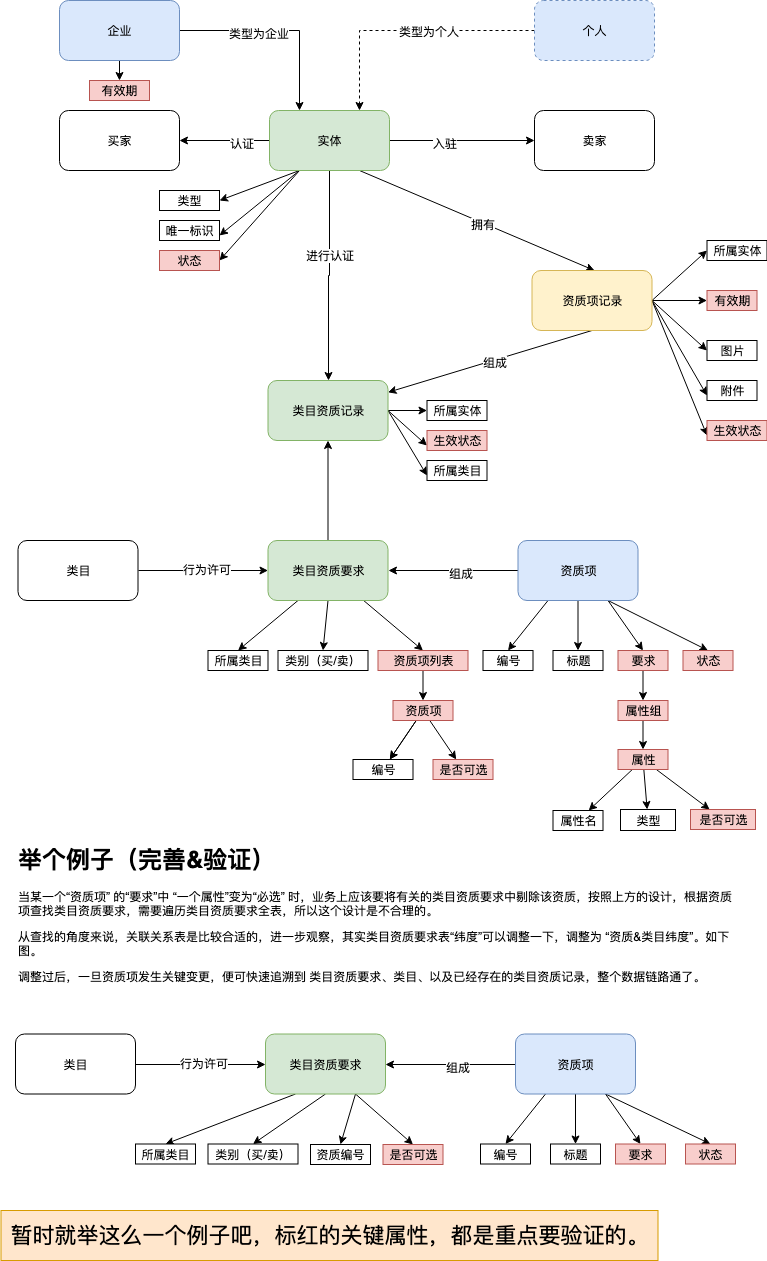 企业
类型为企业
类型为个人
个人
有效期
买家
认证
实体
入驻
卖家
类型
唯一标识
状态
进行认证
拥有
资质项记录
所属实体
有效期
图片
附件
生效状态
组成
类目资质记录
所属实体
生效状态
所属类目
类目
行为许可
类目资质要求
组成
资质项
所属类目
类别（买/卖）
资质项列表
编号
标题
要求
状态
资质项
属性组
编号
是否可选
属性
属性名
类型
是否可选
举个例子（完善&验证）
当某一个“资质项” 的“要求”中 “一个属性”变为“必选” 时，业务上应该要将有关的类目资质要求中剔除该资质，按照上方的设计，根据资质
项查找类目资质要求，需要遍历类目资质要求全表，所以这个设计是不合理的。
从查找的角度来说，关联关系表是比较合适的，进一步观察，其实类目资质要求表“纬度”可以调整一下，调整为 “资质&类目纬度”。如下
图。
调整过后，一旦资质项发生关键变更，便可快速追溯到 类目资质要求、类目、以及已经存在的类目资质记录，整个数据链路通了。
类目
行为许可
类目资质要求
组成
资质项
所属类目
类别（买/卖）
资质编号
是否可选
编号
标题
要求
状态
暂时就举这么一个例子吧，标红的关键属性，都是重点要验证的。